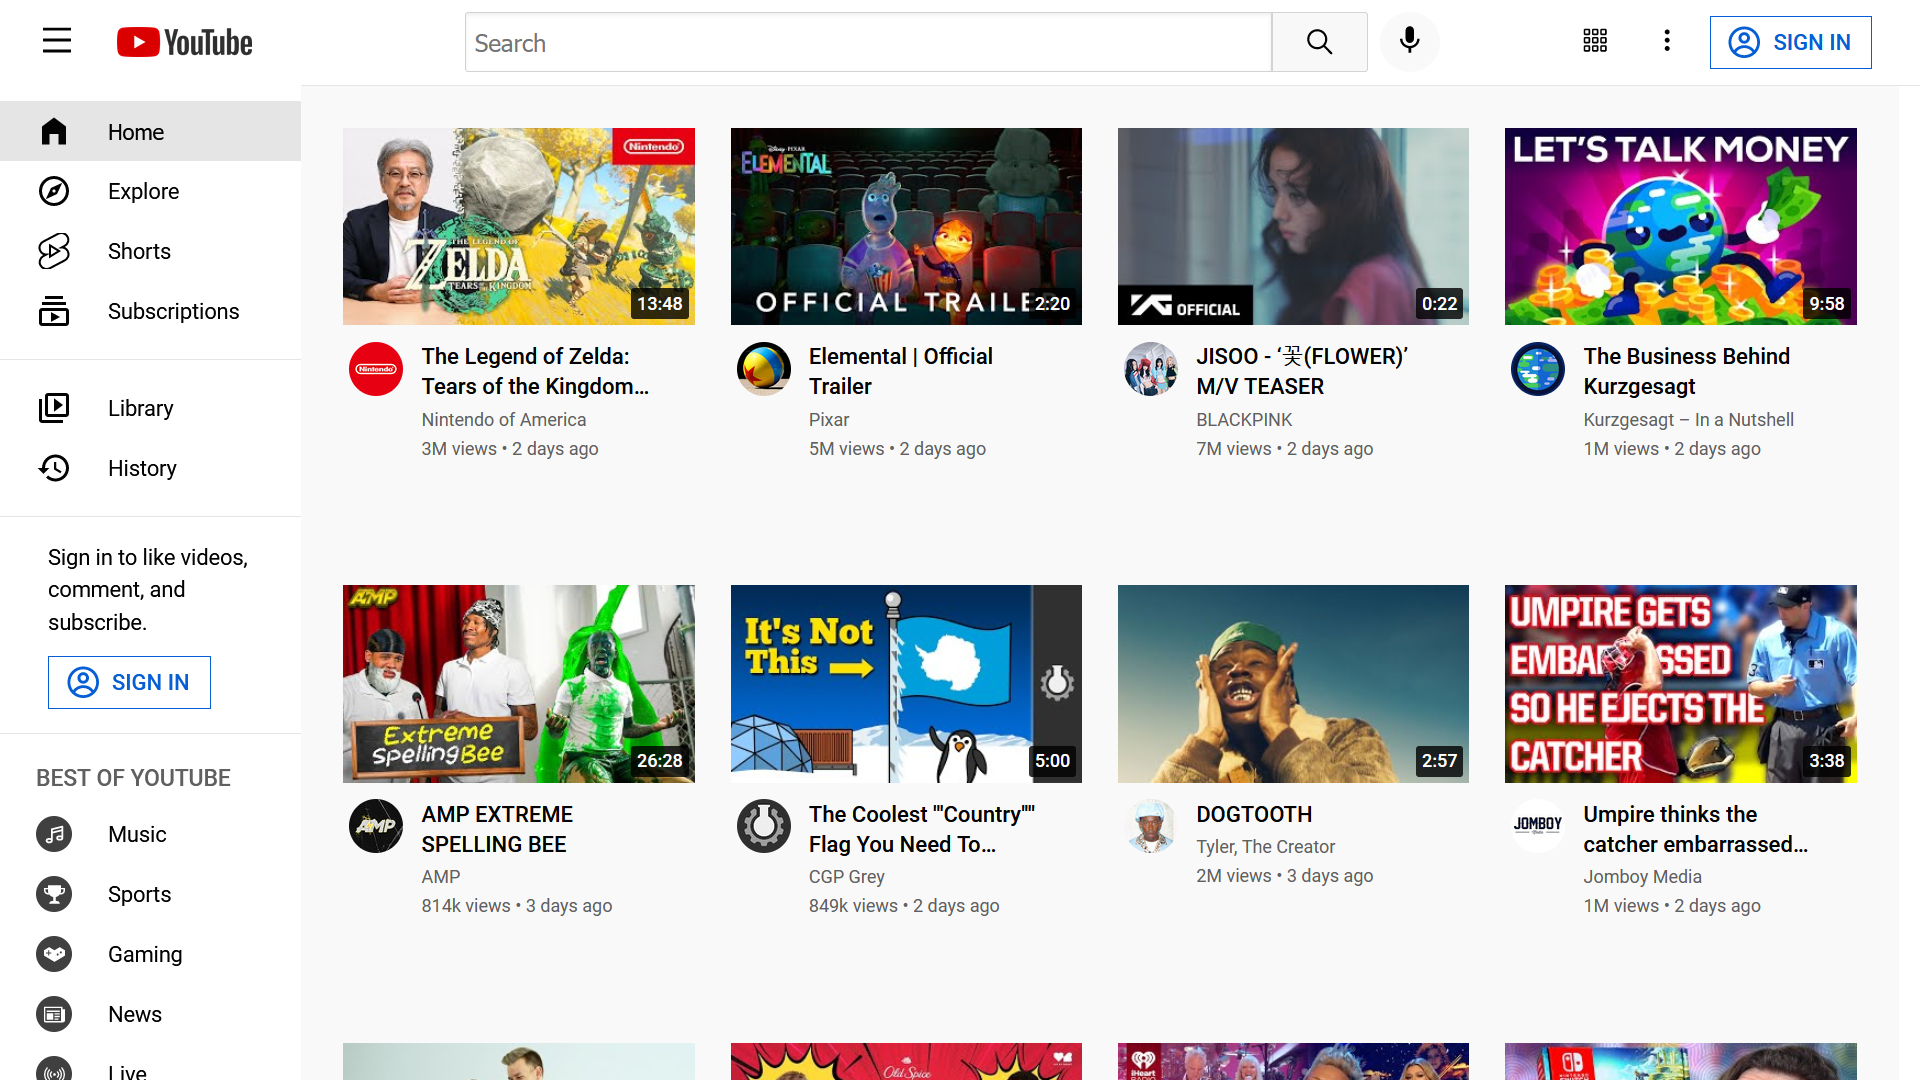 YouTube
Search
SIGN IN
Home
Explore
Shorts
Subscriptions
Library
History
Sign in to like videos,
comment, and
subscribe.
SIGN IN
BEST OF YOUTUBE
Music
Sports
Gaming
News
Live
Nintendo
THE LEGEND OF
ZELDA
TEARS OF THE KINGDOM
13:48
Nintendo
The Legend of Zelda:
Tears of the Kingdom…
Nintendo of America
3M views • 2 days ago
Disney PIXAR
ELEMENTAL
OFFICIAL TRAILE
2:20
Elemental | Official
Trailer
Pixar
5M views • 2 days ago
YG OFFICIAL
0:22
JISOO - ‘꽃(FLOWER)’
M/V TEASER
BLACKPINK
7M views • 2 days ago
LET'S TALK MONEY
9:58
The Business Behind
Kurzgesagt
Kurzgesagt – In a Nutshell
1M views • 2 days ago
AMP
Extreme
Spelling Bee
26:28
AMP
AMP EXTREME
SPELLING BEE
AMP
814k views • 3 days ago
It's Not
This
5:00
The Coolest "'Country'"'
Flag You Need To…
CGP Grey
849k views • 2 days ago
2:57
DOGTOOTH
Tyler, The Creator
2M views • 3 days ago
UMPIRE GETS
EMBARRASSED
SO HE EJECTS THE
CATCHER
3:38
JOMBOY
Umpire thinks the
catcher embarrassed…
Jomboy Media
1M views • 2 days ago
Old Spice
iHeart
RADIO